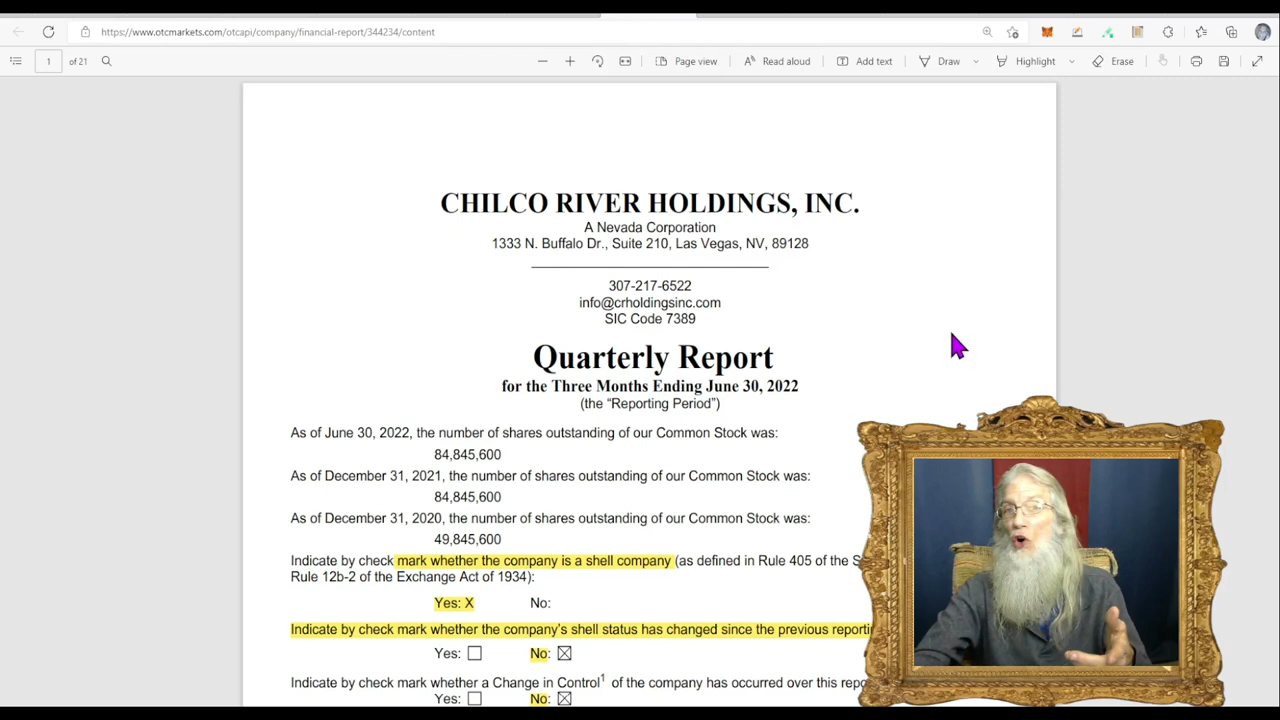 https://www.otcmarkets.com/otcapi/company/financial-report/344234/content
1 of 21 Page view Read aloud Add text Draw Highlight Erase
CHILCO RIVER HOLDINGS, INC.
A Nevada Corporation
1333 N. Buffalo Dr., Suite 210, Las Vegas, NV, 89128
307-217-6522
info@crholdingsinc.com
SIC Code 7389
Quarterly Report
for the Three Months Ending June 30, 2022
(the “Reporting Period”)
As of June 30, 2022, the number of shares outstanding of our Common Stock was:
84,845,600
As of December 31, 2021, the number of shares outstanding of our Common Stock was:
84,845,600
As of December 31, 2020, the number of shares outstanding of our Common Stock was:
49,845,600
Indicate by check mark whether the company is a shell company (as defined in Rule 405 of the
Rule 12b-2 of the Exchange Act of 1934):
Yes: X No:
Indicate by check mark whether the company's shell status has changed since the previous
Yes: No:
Indicate by check mark whether a Change in Control1 of the company has occurred over this
Yes: No: